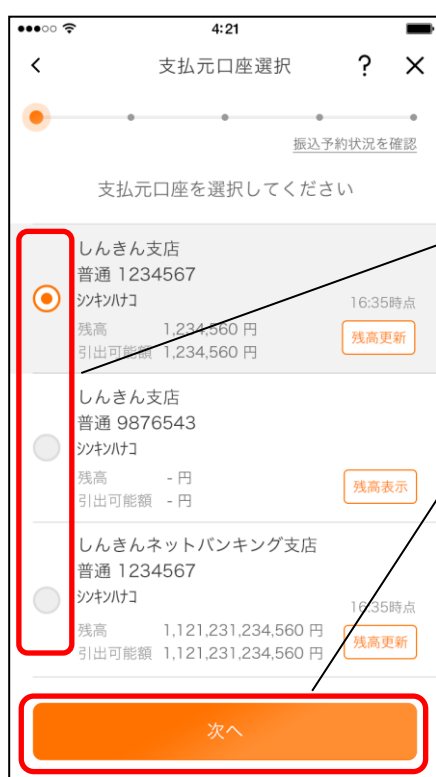 4:21
支払元口座選択 ?
振込予約状況を確認
支払元口座を選択してください
しんきん支店
普通 1234567
ｼﾝｷﾝﾊﾅｺ
16:35時点
残高 1,234,560 円
引出可能額 1,234,560 円
残高更新
しんきん支店
普通 9876543
ｼﾝｷﾝﾊﾅｺ
残高 - 円
引出可能額 - 円
残高表示
しんきんネットバンキング支店
普通 1234567
ｼﾝｷﾝﾊﾅｺ
16:35時点
残高 1,121,231,234,560 円
引出可能額 1,121,231,234,560 円
残高更新
次へ